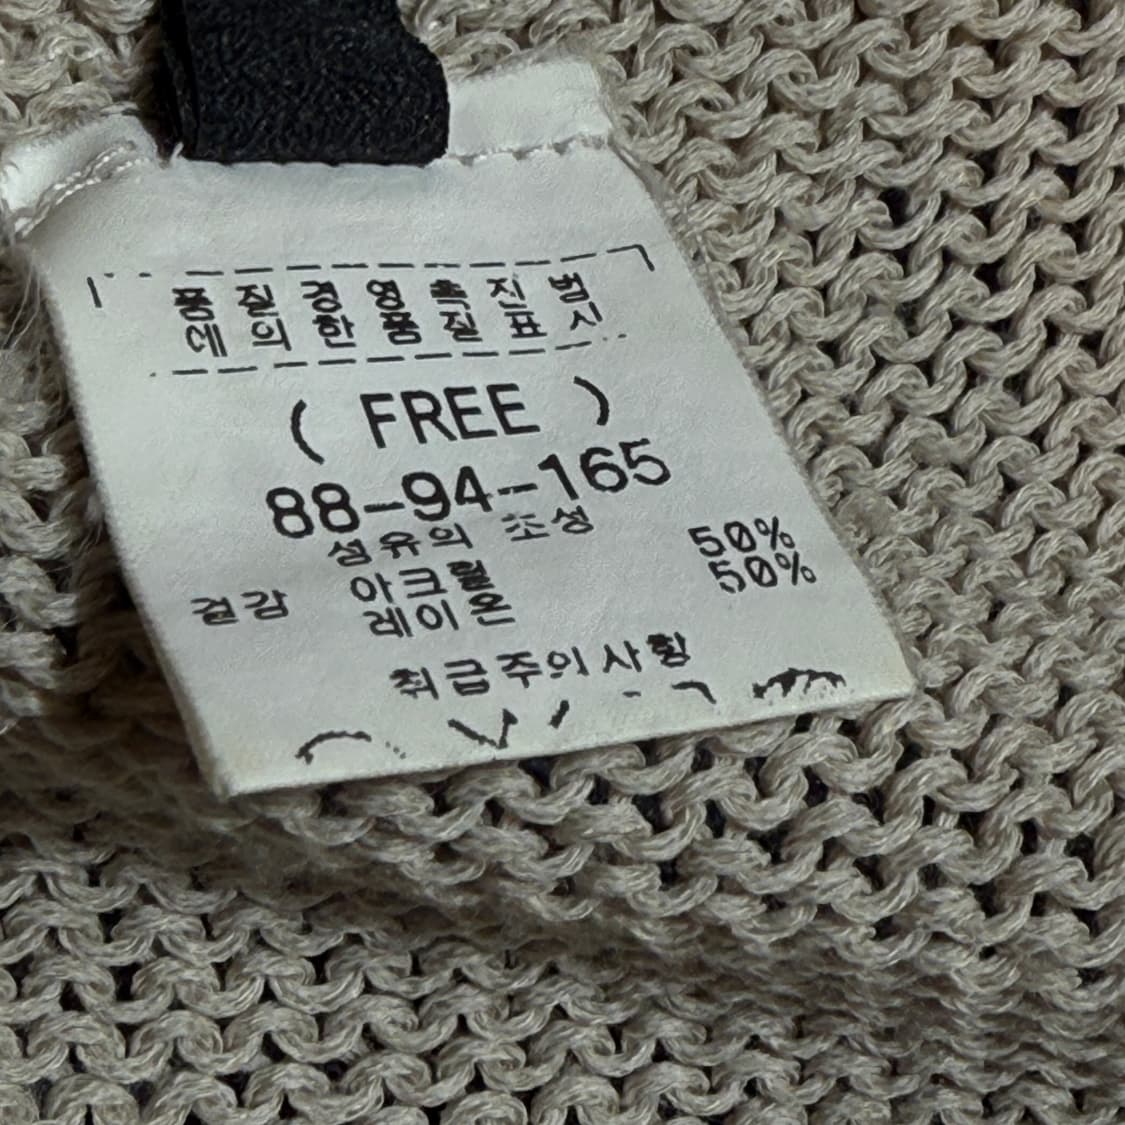 품질경영촉진법
에의한품질표시
( FREE )
88-94-165
섬유의 조성
겉감 아크릴 50%
레이온 50%
취급주의사항